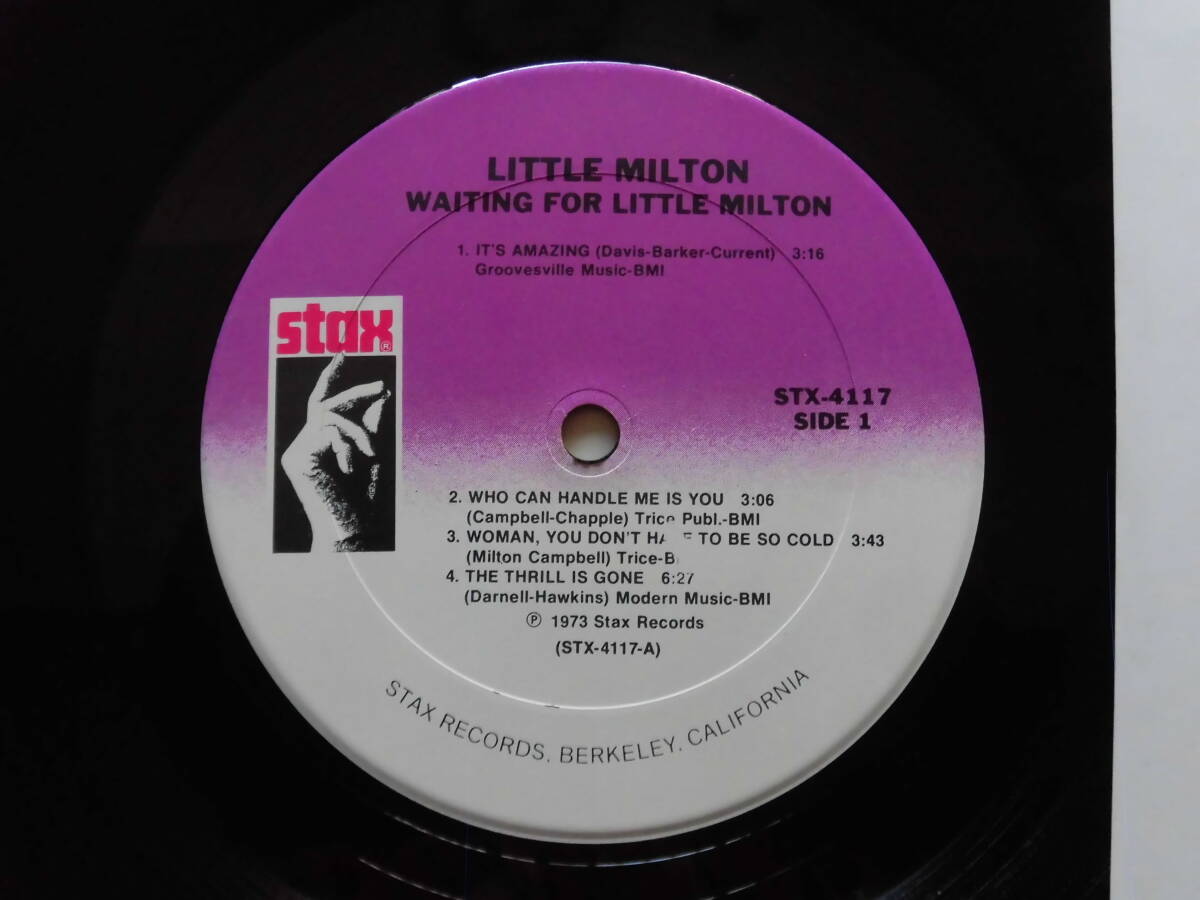 LITTLE MILTON
WAITING FOR LITTLE MILTON
1. IT'S AMAZING (Davis-Barker-Current) 3:16
Groovesville Music-BMI
stax®
STX-4117
SIDE 1
2. WHO CAN HANDLE ME IS YOU 3:06
(Campbell-Chapple) Trice Publ.-BMI
3. WOMAN, YOU DON'T TO BE SO COLD 3:43
(Milton Campbell)
4. THE THRILL IS GONE 6:27
(Darnell-Hawkins) Modern Music-BMI
℗ 1973 Stax Records
(STX-4117-A)
STAX RECORDS, BERKELEY, CALIFORNIA